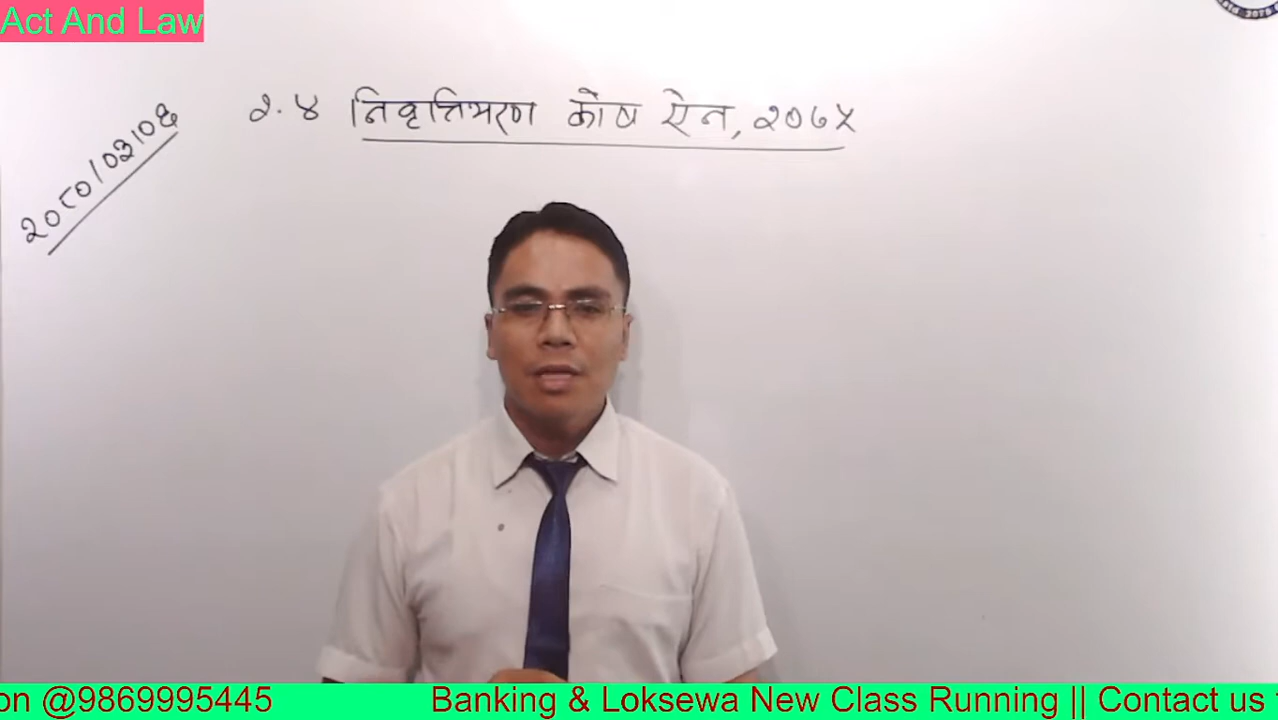 Act And Law
२०८०/०३/०६
२.४ निवृत्तिभरण कोष ऐन, २०७५
on @9869995445 Banking & Loksewa New Class Running || Contact us